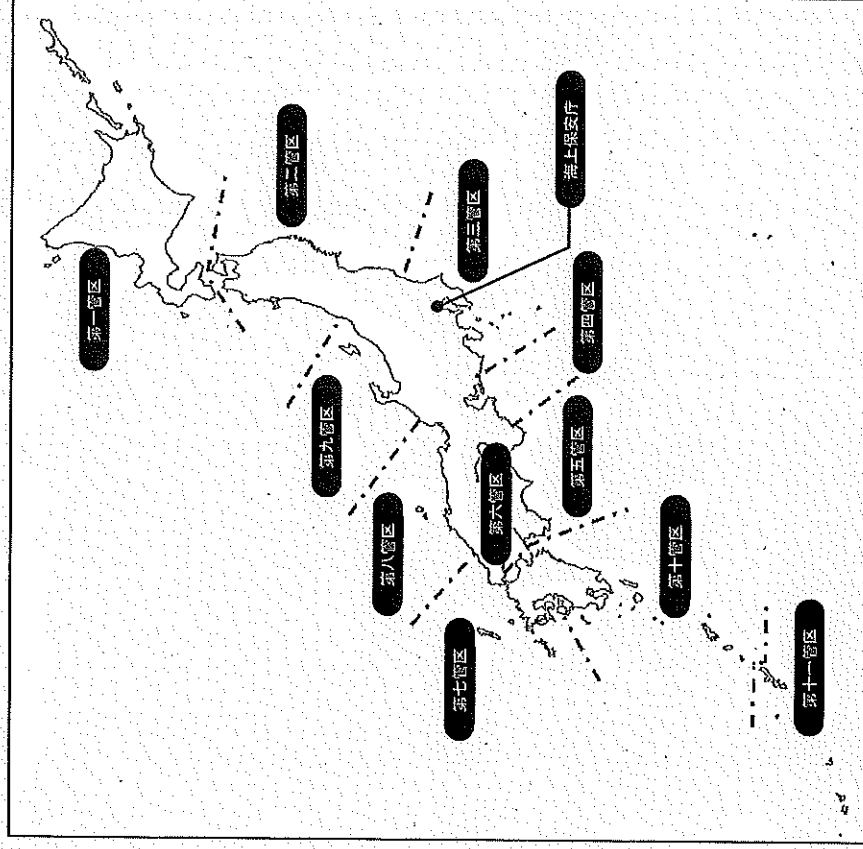 第一管区
第二管区
第三管区
海上保安庁
第四管区
第九管区
第五管区
第六管区
第八管区
第十管区
第七管区
第十一管区